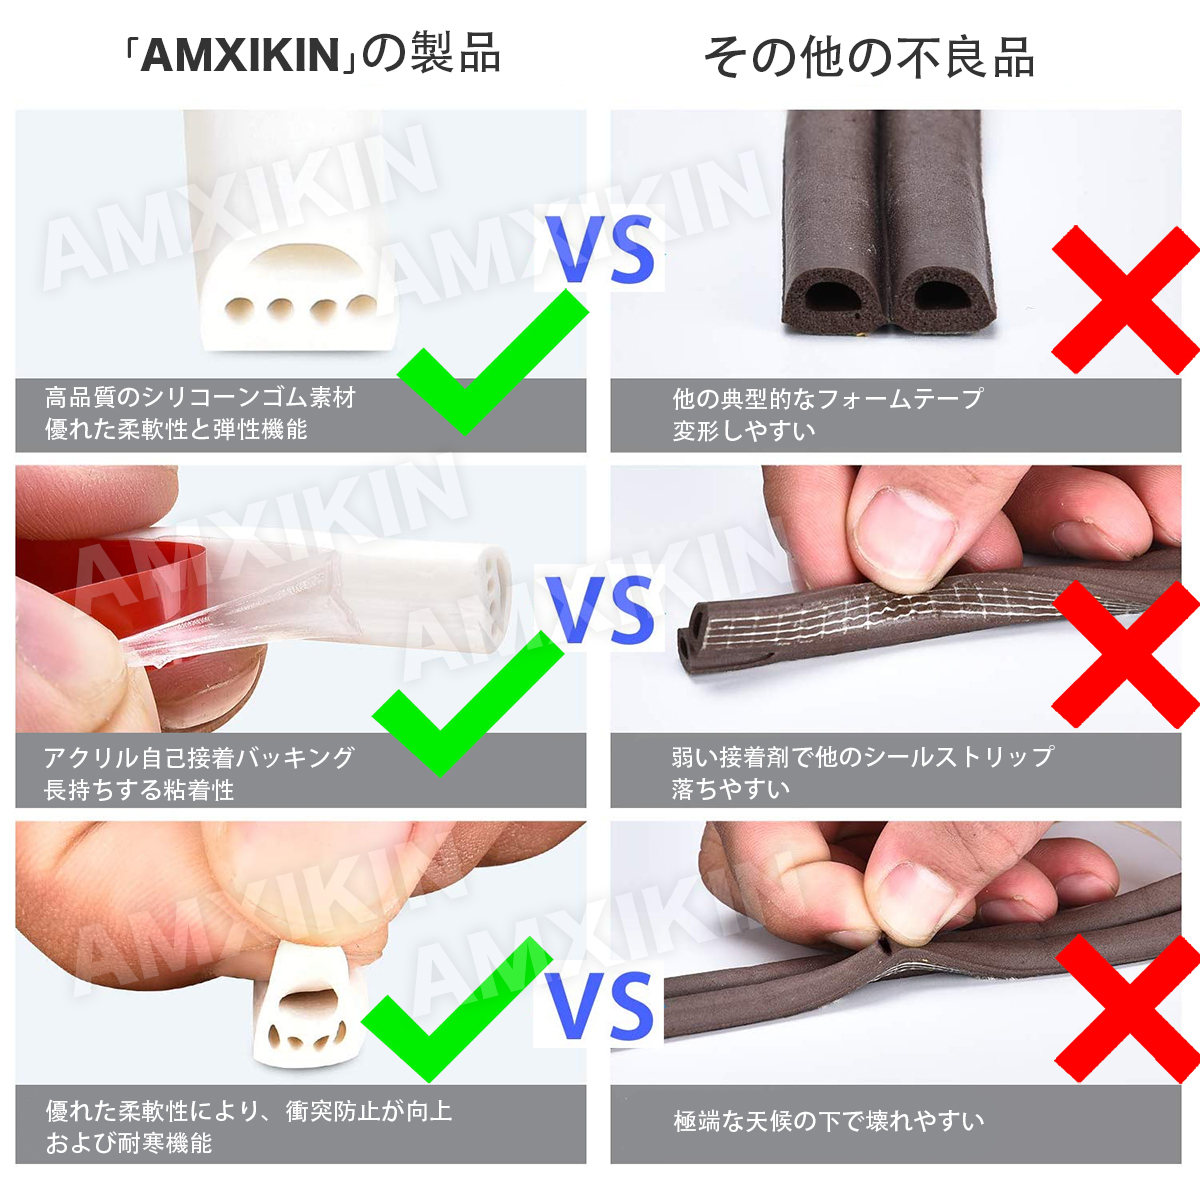 「AMXIKIN」の製品
その他の不良品
AMXIKIN
AMXIKIN
VS
高品質のシリコーンゴム素材
優れた柔軟性と弾性機能
他の典型的なフォームテープ
変形しやすい
AMXIKIN
AMXIKIN
VS
アクリル自己接着バッキング
長持ちする粘着性
弱い接着剤で他のシールストリップ
落ちやすい
AMXIKIN
AMXIKIN
VS
優れた柔軟性により、衝突防止が向上
および耐寒機能
極端な天候の下で壊れやすい